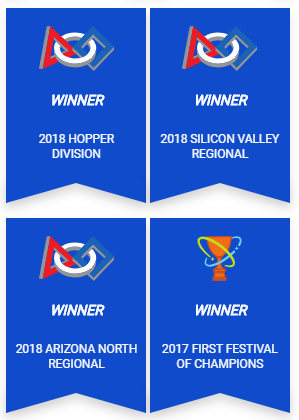 WINNER
2018 HOPPER
DIVISION
WINNER
2018 SILICON VALLEY
REGIONAL
WINNER
2018 ARIZONA NORTH
REGIONAL
WINNER
2017 FIRST FESTIVAL
OF CHAMPIONS